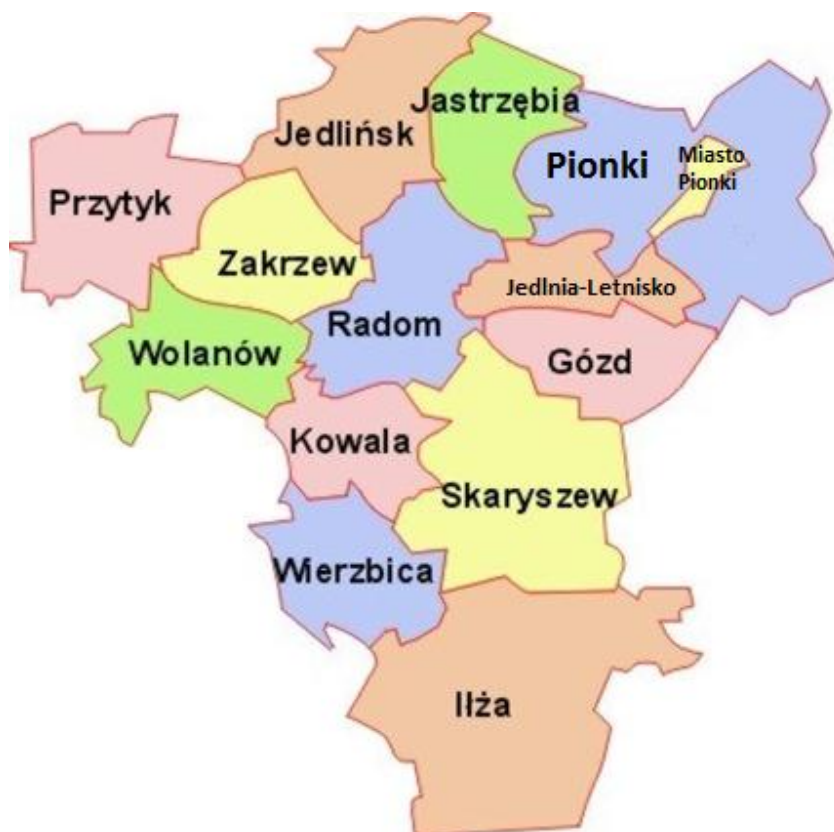 Jastrzębia
Jedlińsk
Pionki
Miasto
Pionki
Przytyk
Zakrzew
Jedlnia-Letnisko
Radom
Wolanów
Gózd
Kowala
Skaryszew
Wierzbica
Iłża